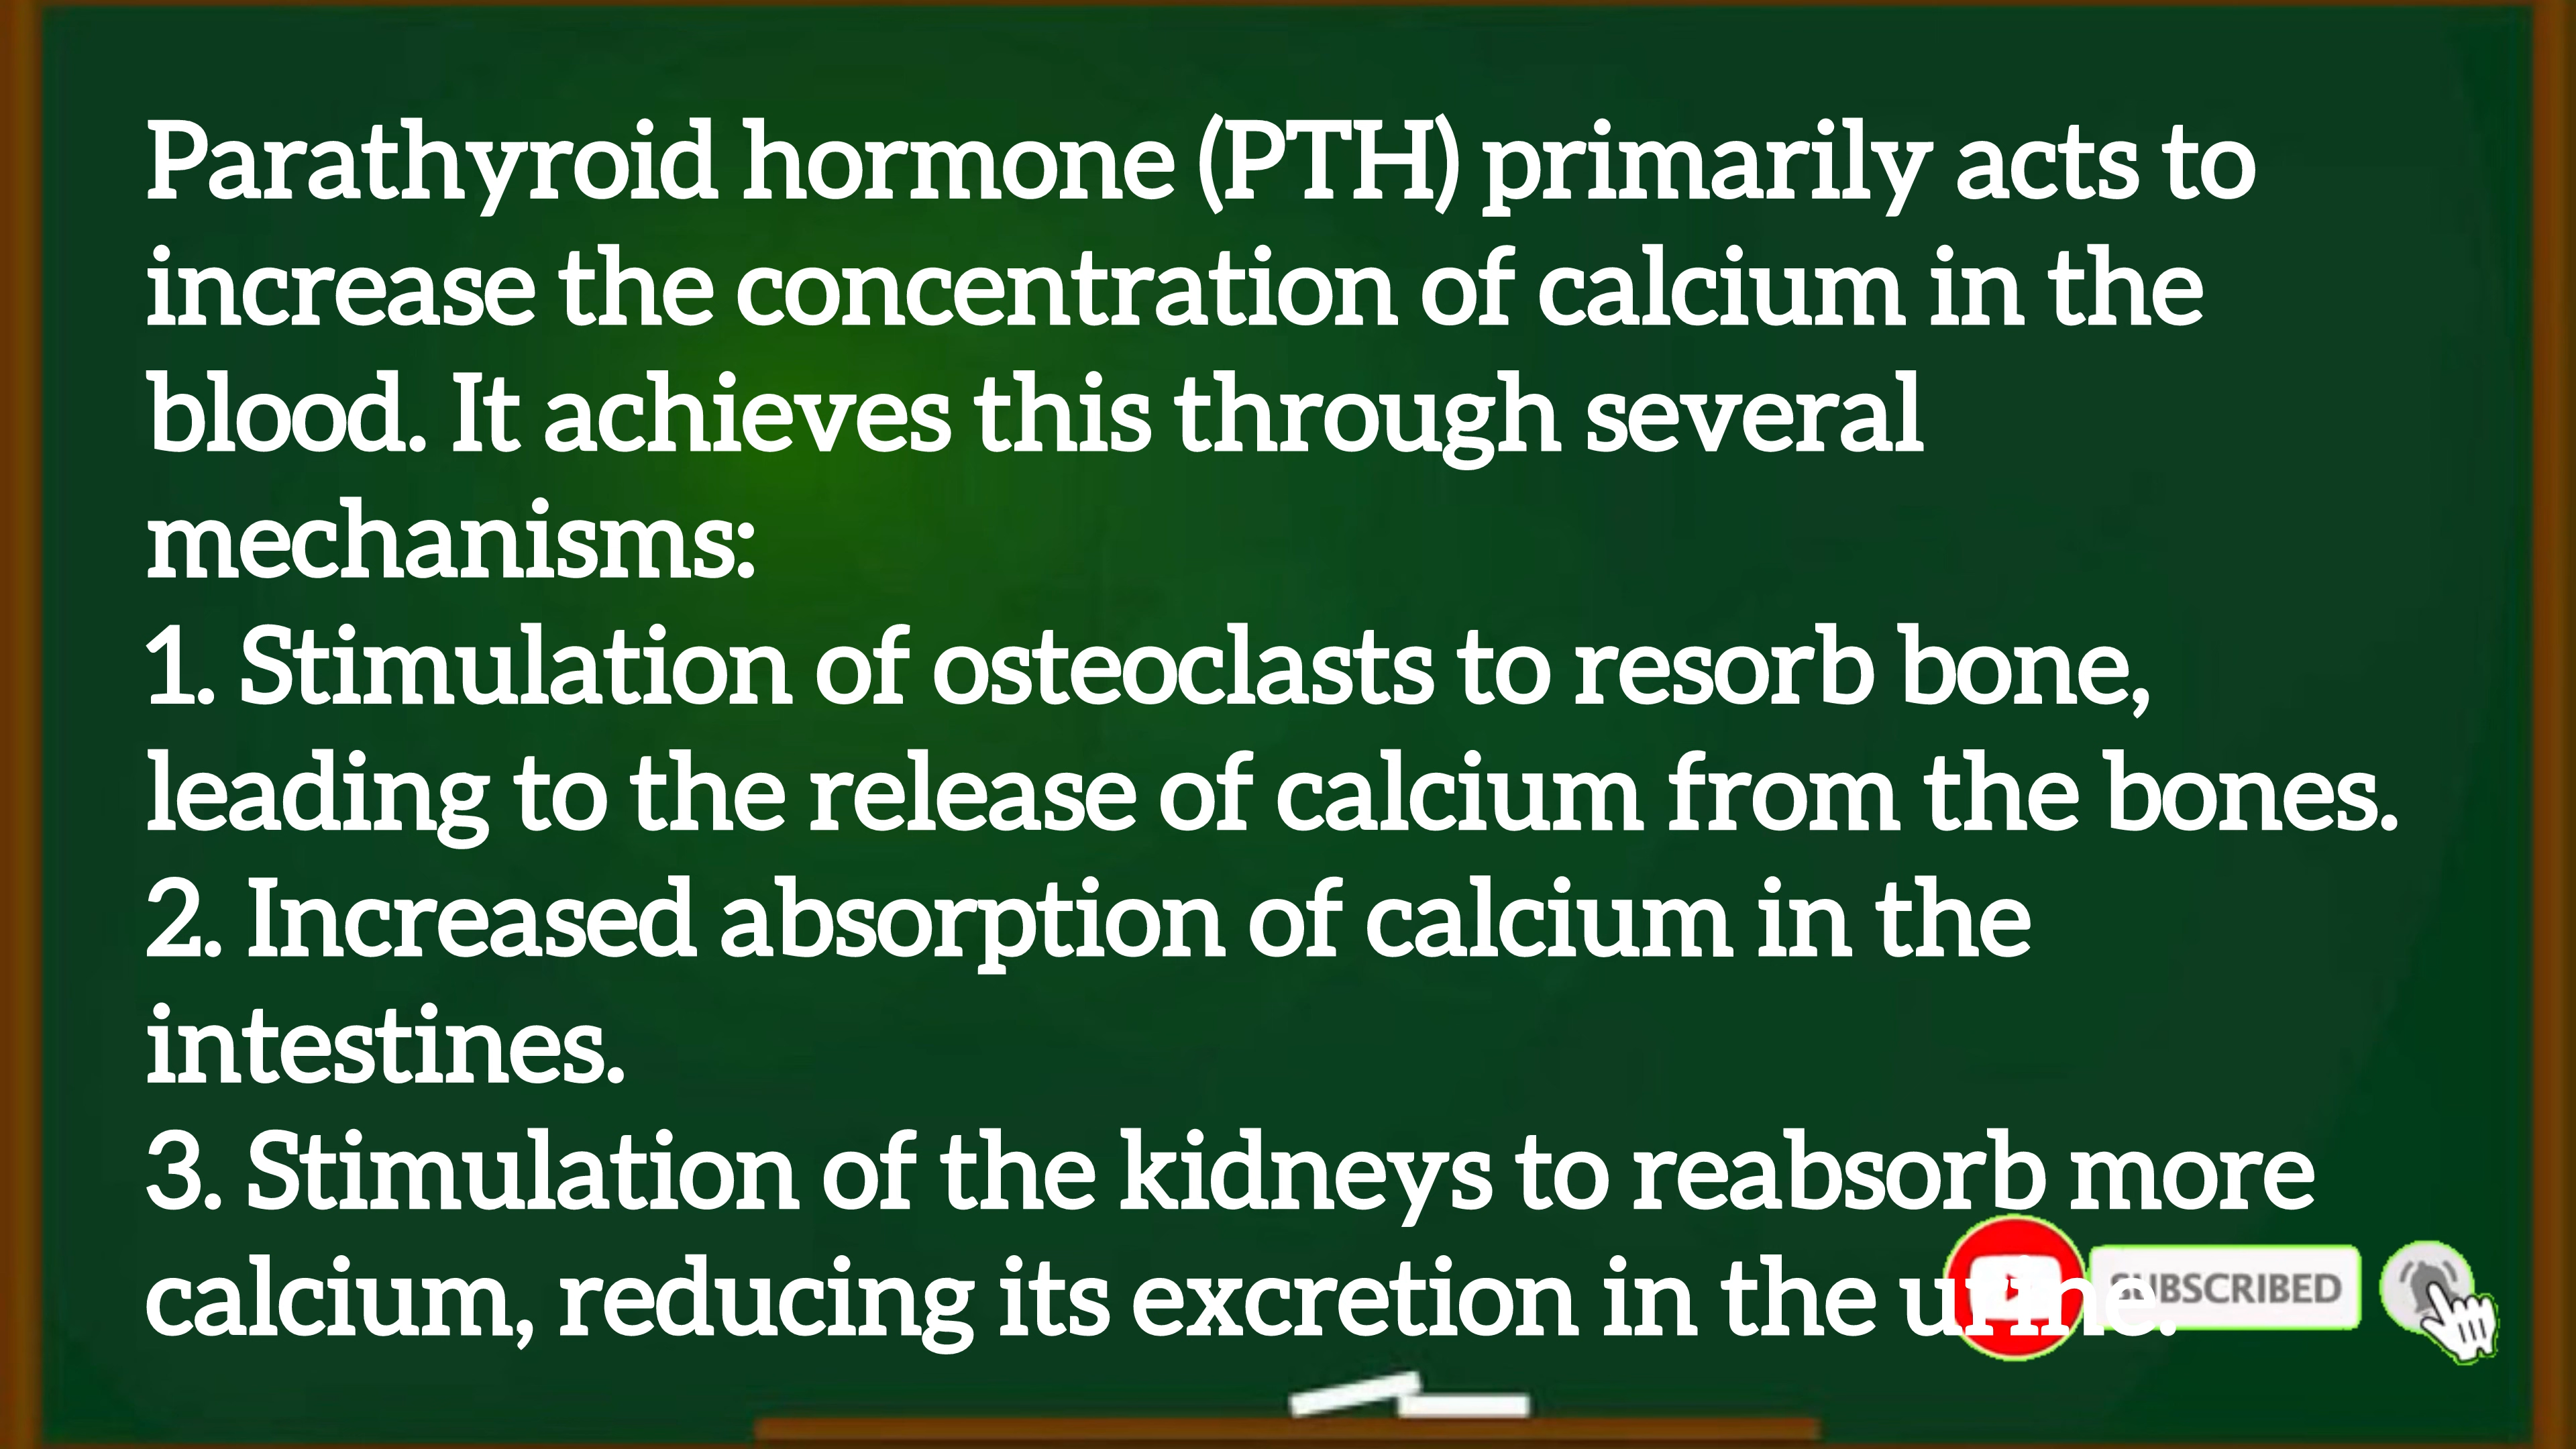 Parathyroid hormone (PTH) primarily acts to
increase the concentration of calcium in the
blood. It achieves this through several
mechanisms:
1. Stimulation of osteoclasts to resorb bone,
leading to the release of calcium from the bones.
2. Increased absorption of calcium in the
intestines.
3. Stimulation of the kidneys to reabsorb more
calcium, reducing its excretion in the urine.
SUBSCRIBED